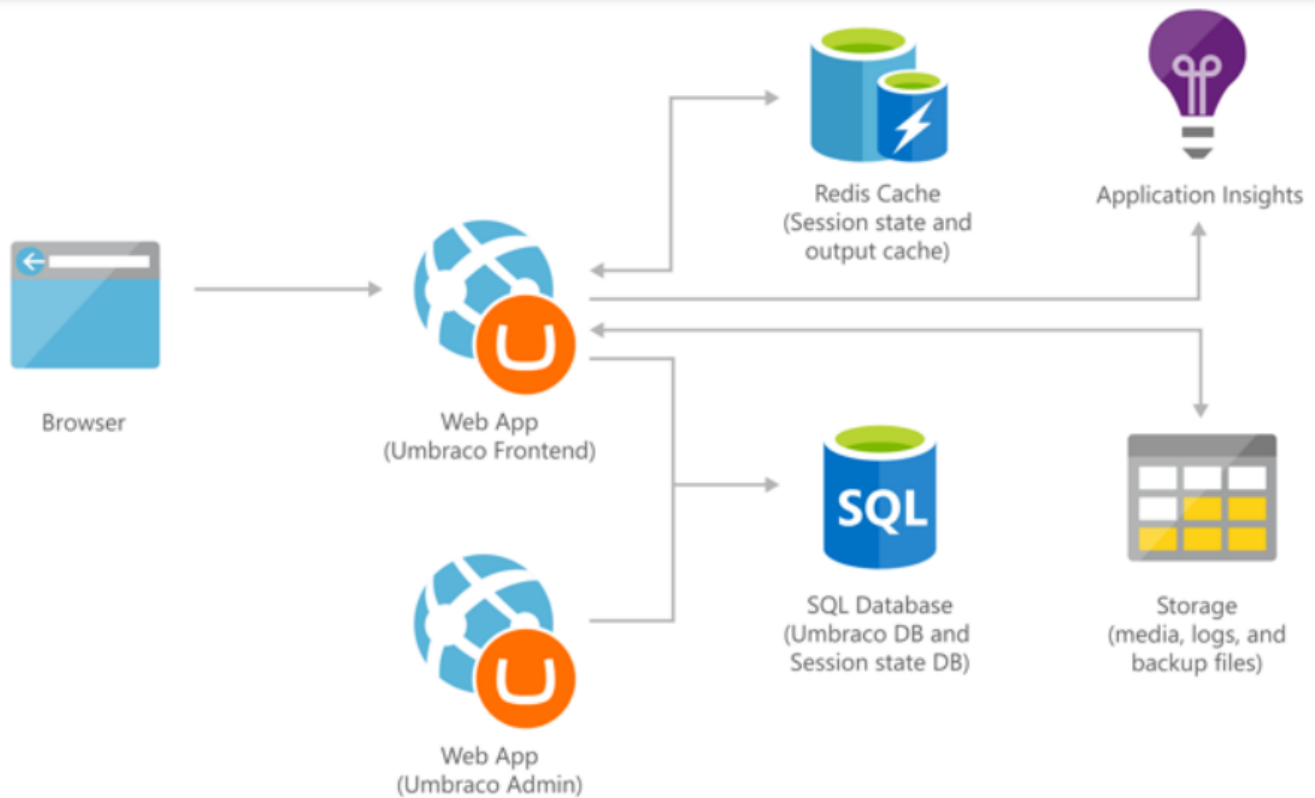 Redis Cache
(Session state and
output cache)
Application Insights
Browser
Web App
(Umbraco Frontend)
SQL
SQL Database
(Umbraco DB and
Session state DB)
Storage
(media, logs, and
backup files)
Web App
(Umbraco Admin)